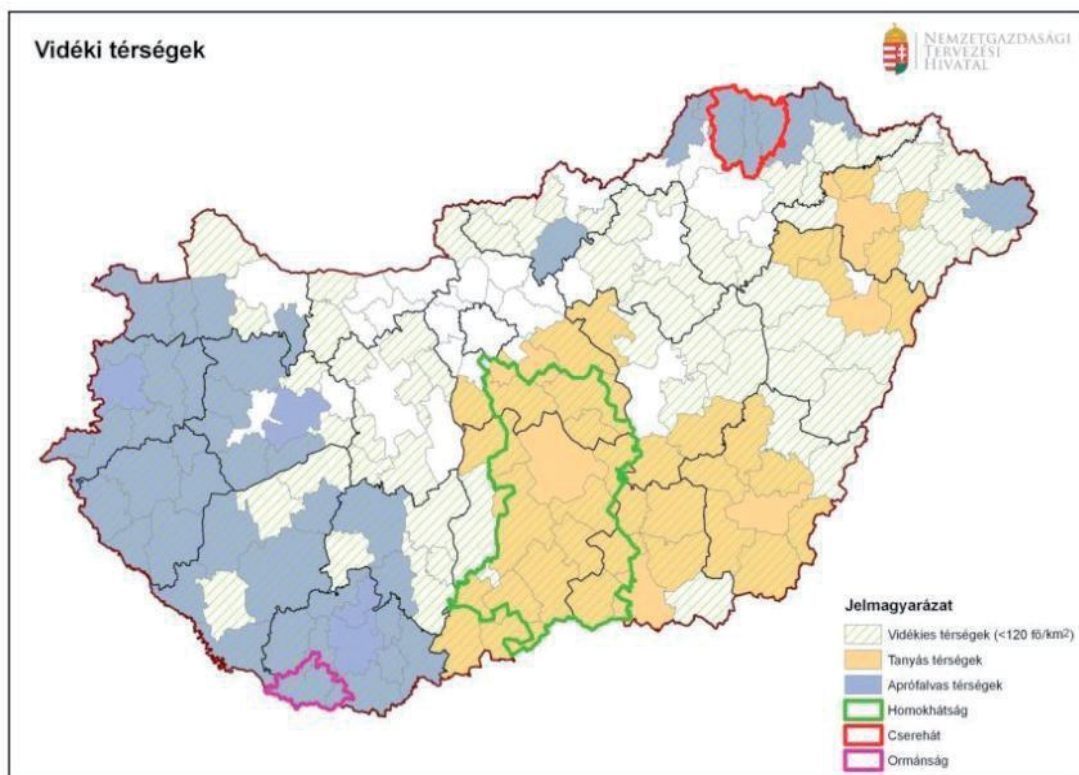 Vidéki térségek
NEMZETGAZDASÁGI
TERVEZÉSI
HIVATAL
Jelmagyarázat
Vidékies térségek (<120 fő/km2)
Tanyás térségek
Aprófalvas térségek
Homokhátság
Cserehát
Ormánság